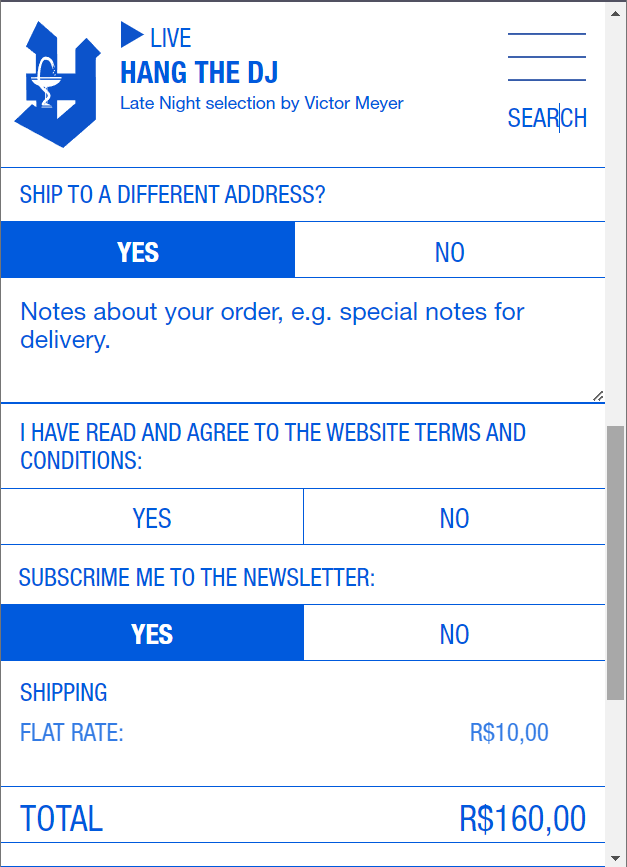 LIVE
HANG THE DJ
Late Night selection by Victor Meyer
SEARCH
SHIP TO A DIFFERENT ADDRESS?
YES NO
Notes about your order, e.g. special notes for
delivery.
I HAVE READ AND AGREE TO THE WEBSITE TERMS AND
CONDITIONS:
YES NO
SUBSCRIME ME TO THE NEWSLETTER:
YES NO
SHIPPING
FLAT RATE: R$10,00
TOTAL R$160,00